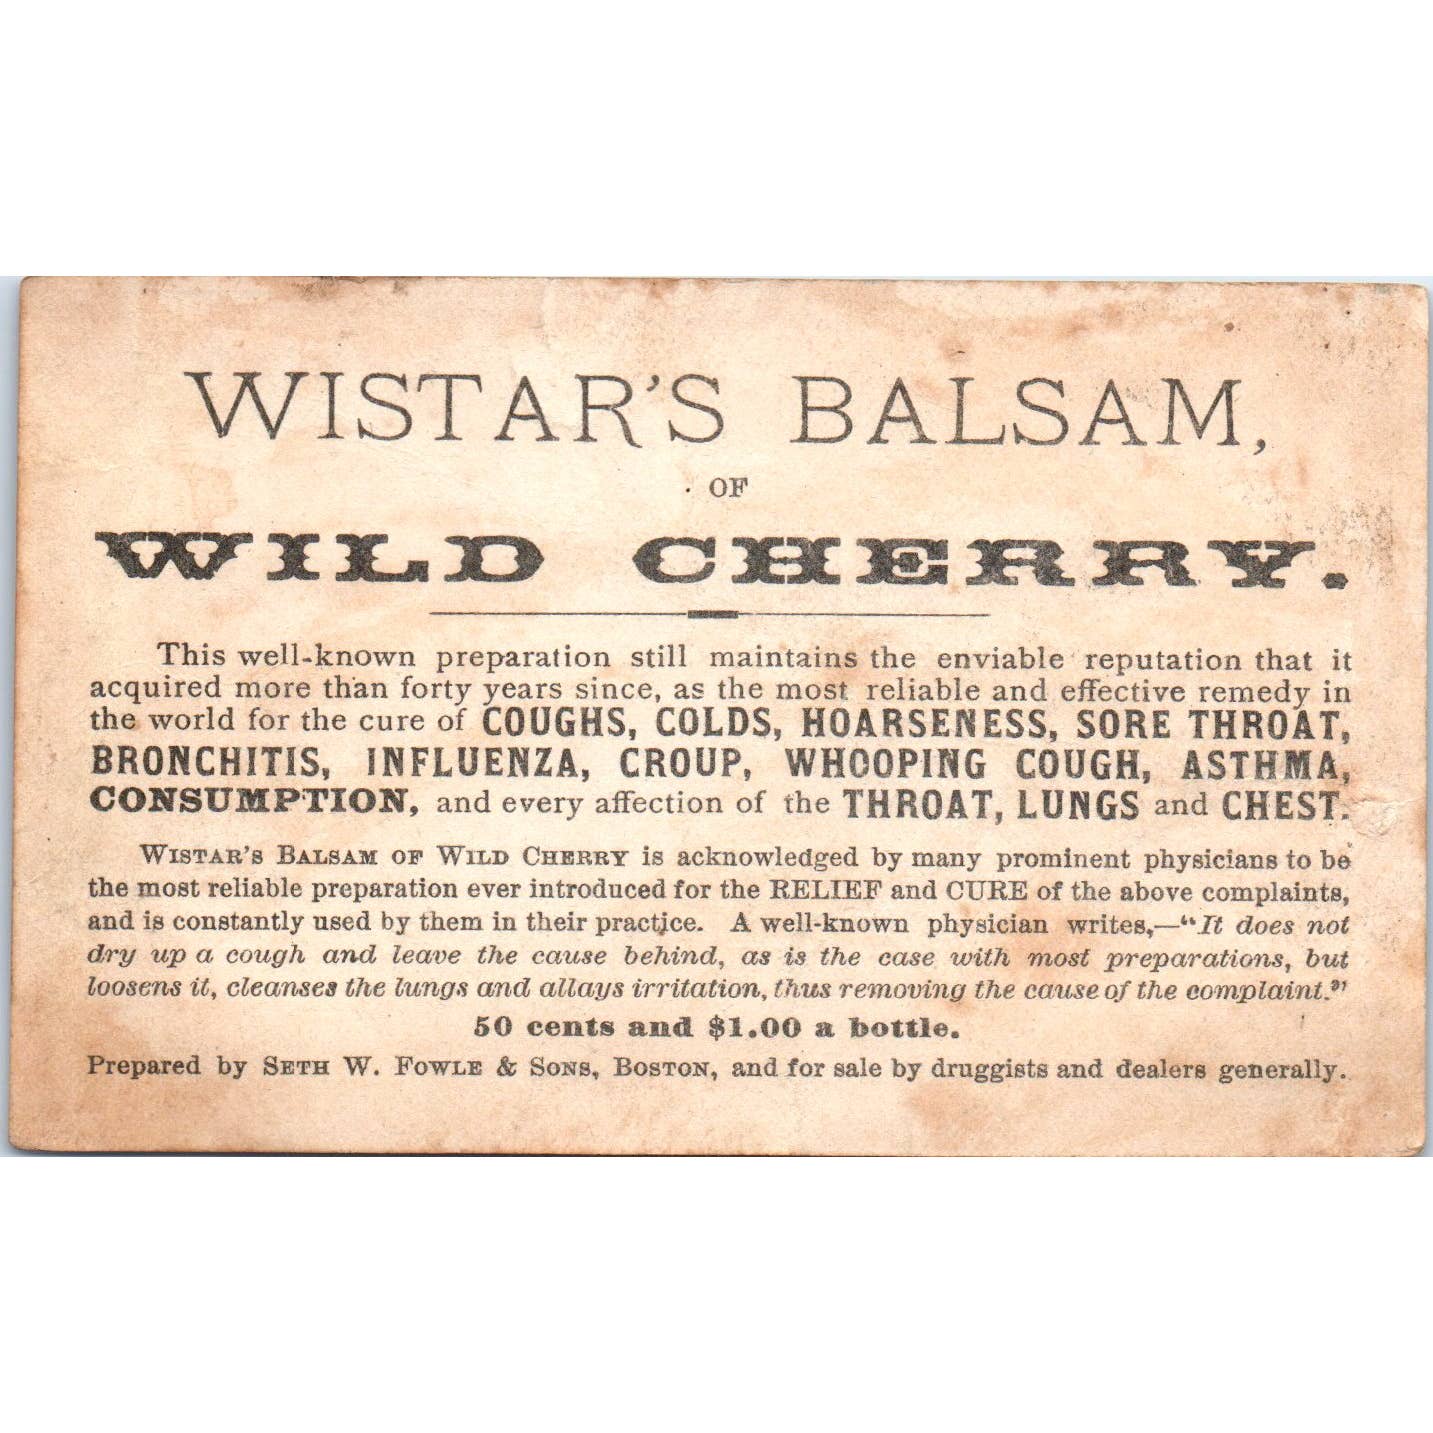 WISTAR'S BALSAM,
OF
WILD CHERRY.
This well-known preparation still maintains the enviable reputation that it
acquired more than forty years since, as the most reliable and effective remedy in
the world for the cure of COUGHS, COLDS, HOARSENESS, SORE THROAT,
BRONCHITIS, INFLUENZA, CROUP, WHOOPING COUGH, ASTHMA,
CONSUMPTION, and every affection of the THROAT, LUNGS and CHEST.
WISTAR'S BALSAM OF WILD CHERRY is acknowledged by many prominent physicians to be
the most reliable preparation ever introduced for the RELIEF and CURE of the above complaints,
and is constantly used by them in their practice. A well-known physician writes,—"It does not
dry up a cough and leave the cause behind, as is the case with most preparations, but
loosens it, cleanses the lungs and allays irritation, thus removing the cause of the complaint."
50 cents and $1.00 a bottle.
Prepared by SETH W. FOWLE & SONS, BOSTON, and for sale by druggists and dealers generally.